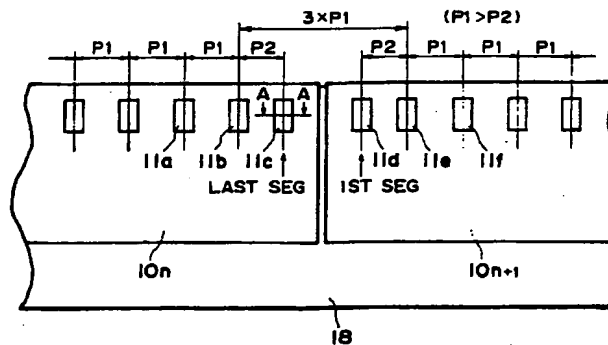 3×P1 (P1>P2)
P1 P1 P1 P2 P2 P1 P1 P1
A A
11a 11b 11c 11d 11e 11f
LAST SEG 1ST SEG
10n 10n+1
18